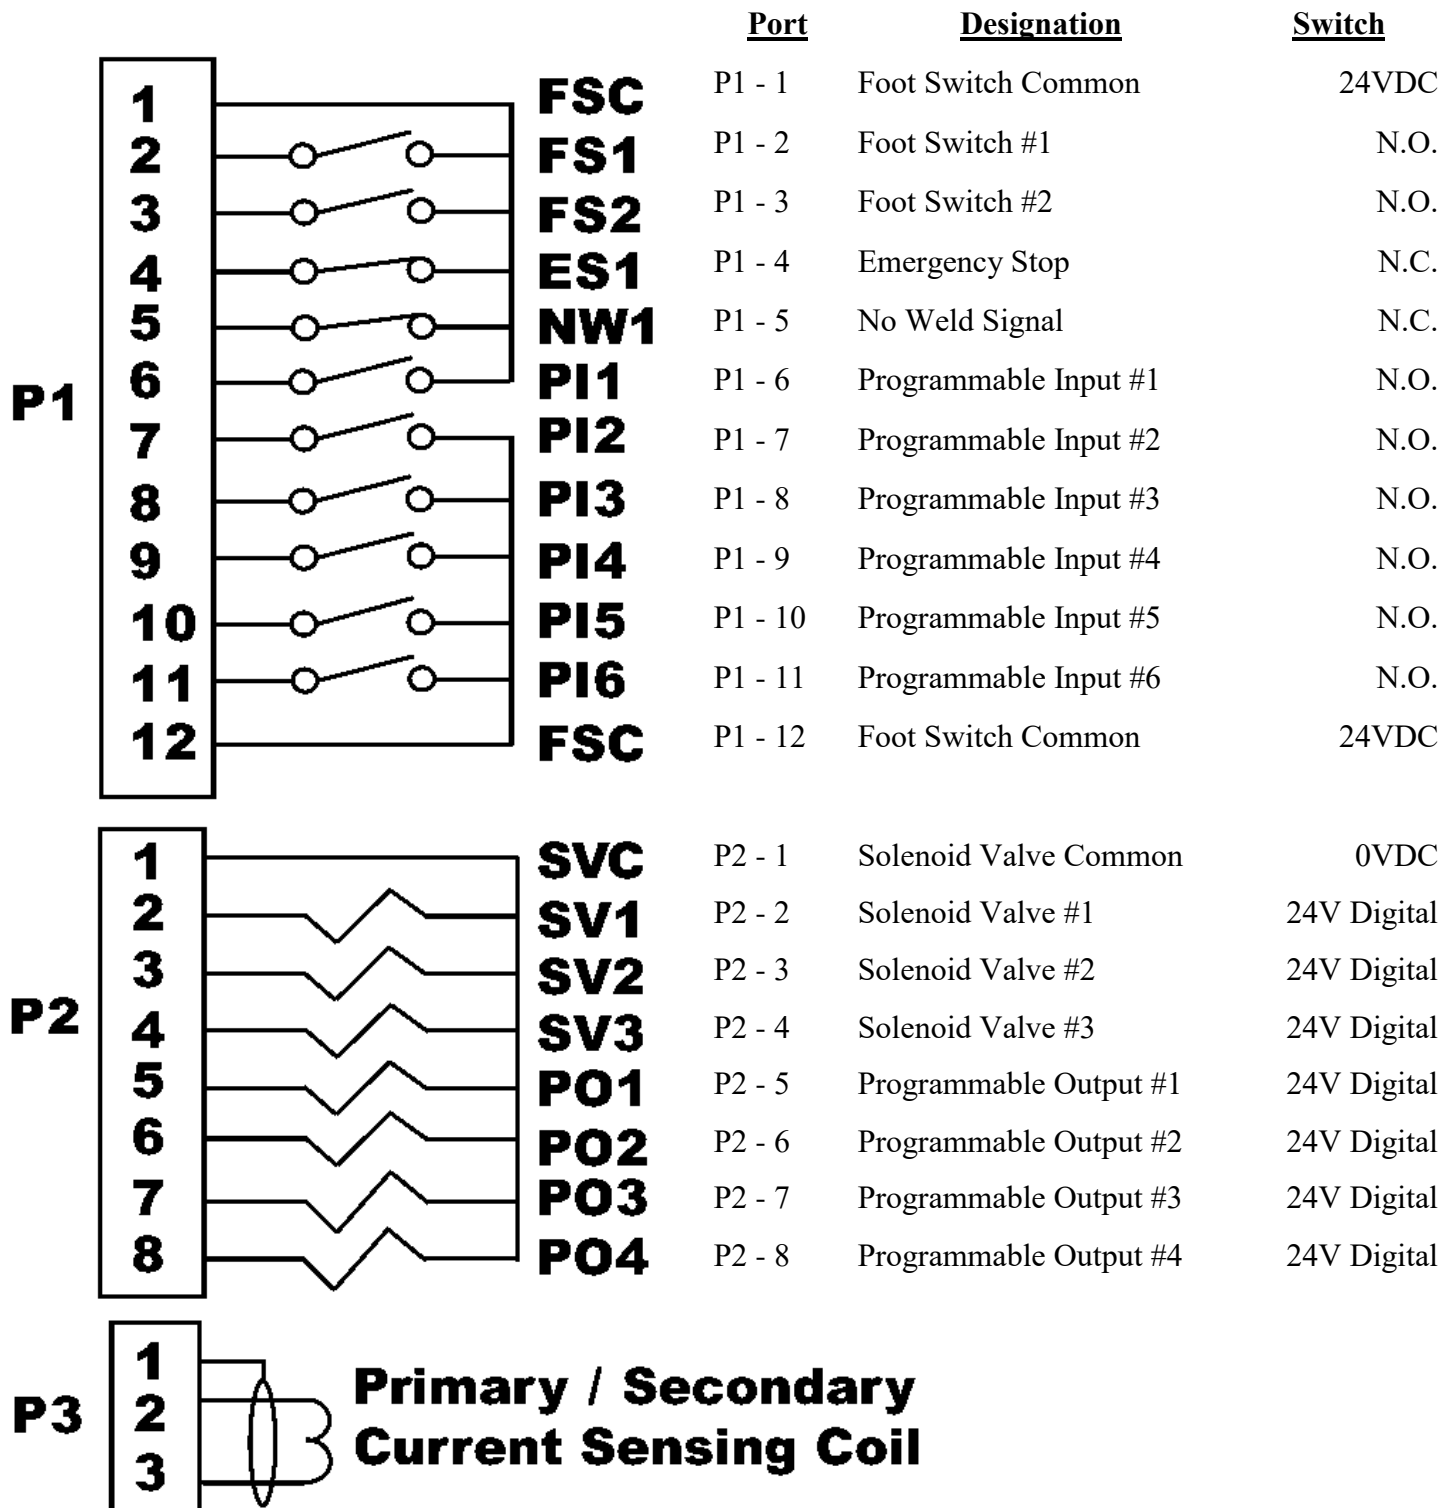 Port Designation Switch
1 FSC P1 - 1 Foot Switch Common 24VDC
2 FS1 P1 - 2 Foot Switch #1 N.O.
3 FS2 P1 - 3 Foot Switch #2 N.O.
4 ES1 P1 - 4 Emergency Stop N.C.
5 NW1 P1 - 5 No Weld Signal N.C.
6 PI1 P1 - 6 Programmable Input #1 N.O.
P1
7 PI2 P1 - 7 Programmable Input #2 N.O.
8 PI3 P1 - 8 Programmable Input #3 N.O.
9 PI4 P1 - 9 Programmable Input #4 N.O.
10 PI5 P1 - 10 Programmable Input #5 N.O.
11 PI6 P1 - 11 Programmable Input #6 N.O.
12 FSC P1 - 12 Foot Switch Common 24VDC
1 SVC P2 - 1 Solenoid Valve Common 0VDC
2 SV1 P2 - 2 Solenoid Valve #1 24V Digital
3 SV2 P2 - 3 Solenoid Valve #2 24V Digital
P2
4 SV3 P2 - 4 Solenoid Valve #3 24V Digital
5 PO1 P2 - 5 Programmable Output #1 24V Digital
6 PO2 P2 - 6 Programmable Output #2 24V Digital
7 PO3 P2 - 7 Programmable Output #3 24V Digital
8 PO4 P2 - 8 Programmable Output #4 24V Digital
1 Primary / Secondary
P3 2 Current Sensing Coil
3